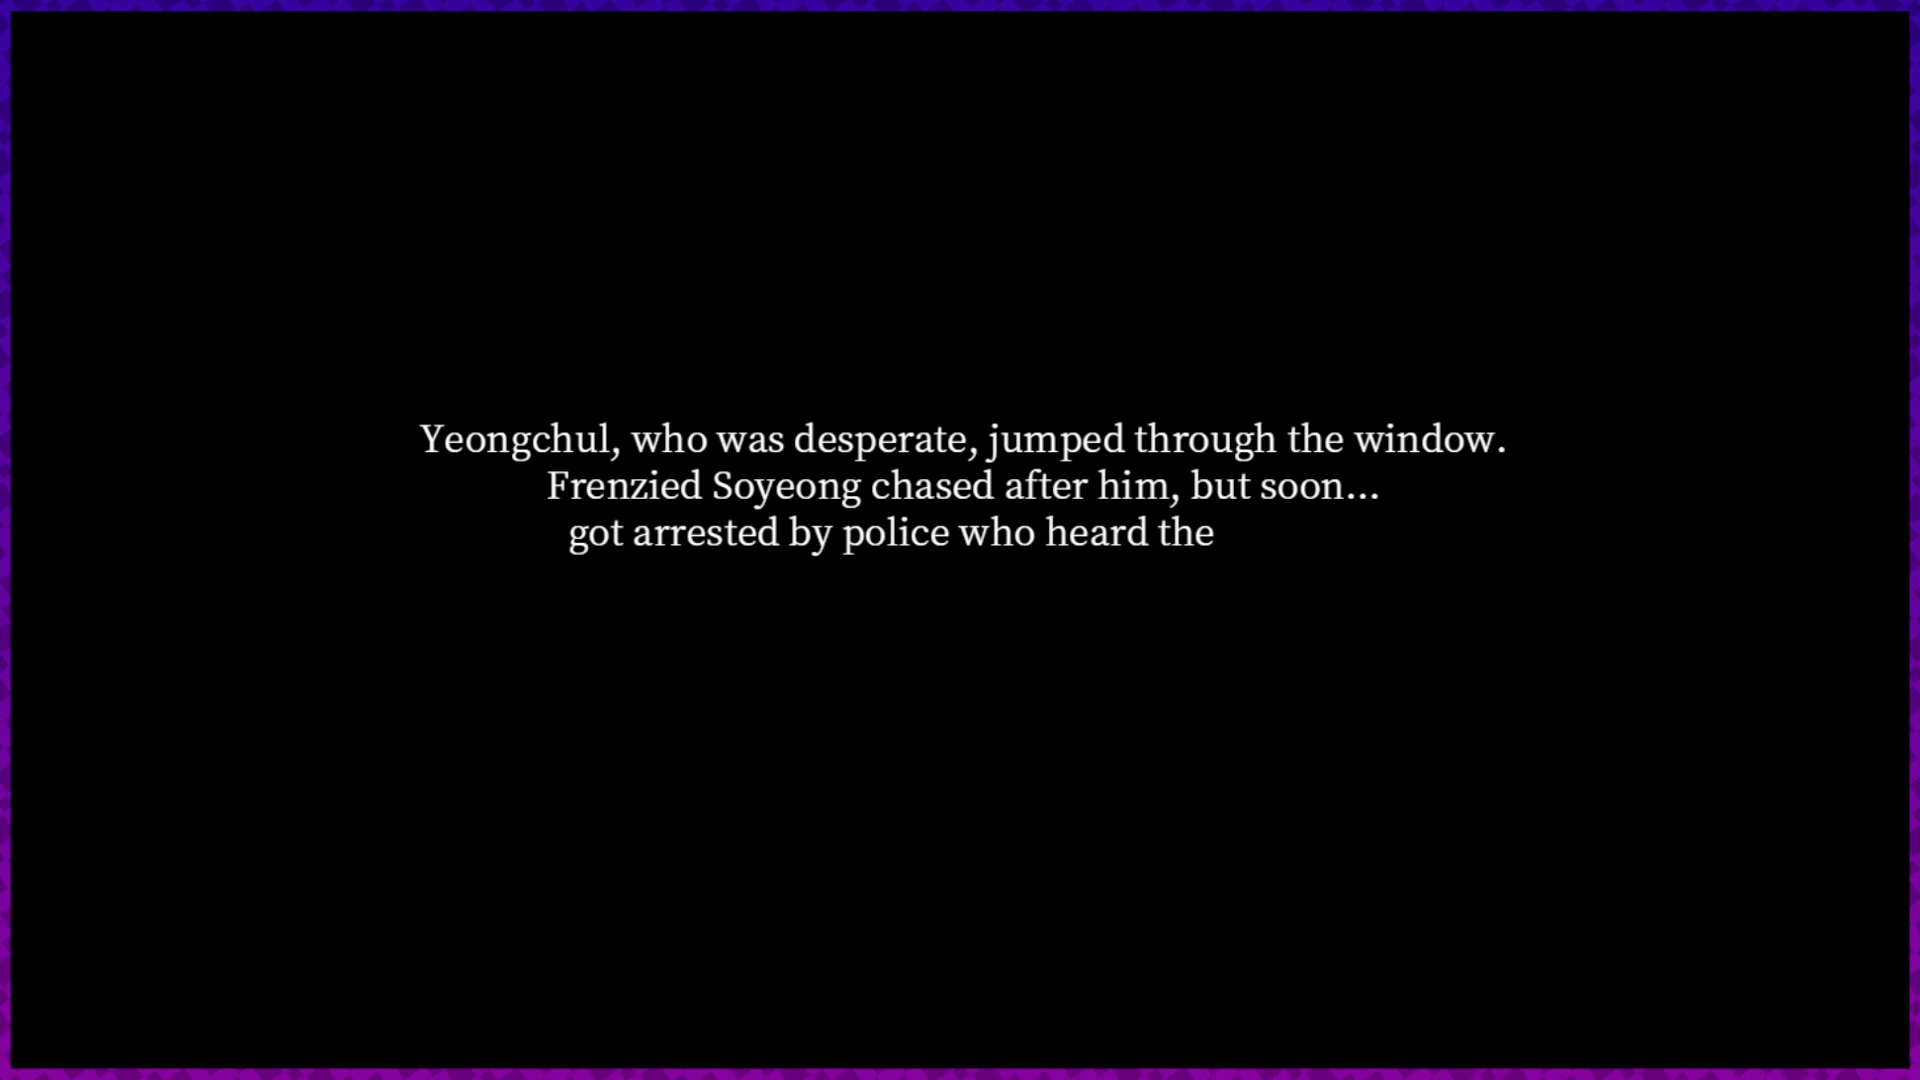 Yeongchul, who was desperate, jumped through the window.
Frenzied Soyeong chased after him, but soon...
got arrested by police who heard the